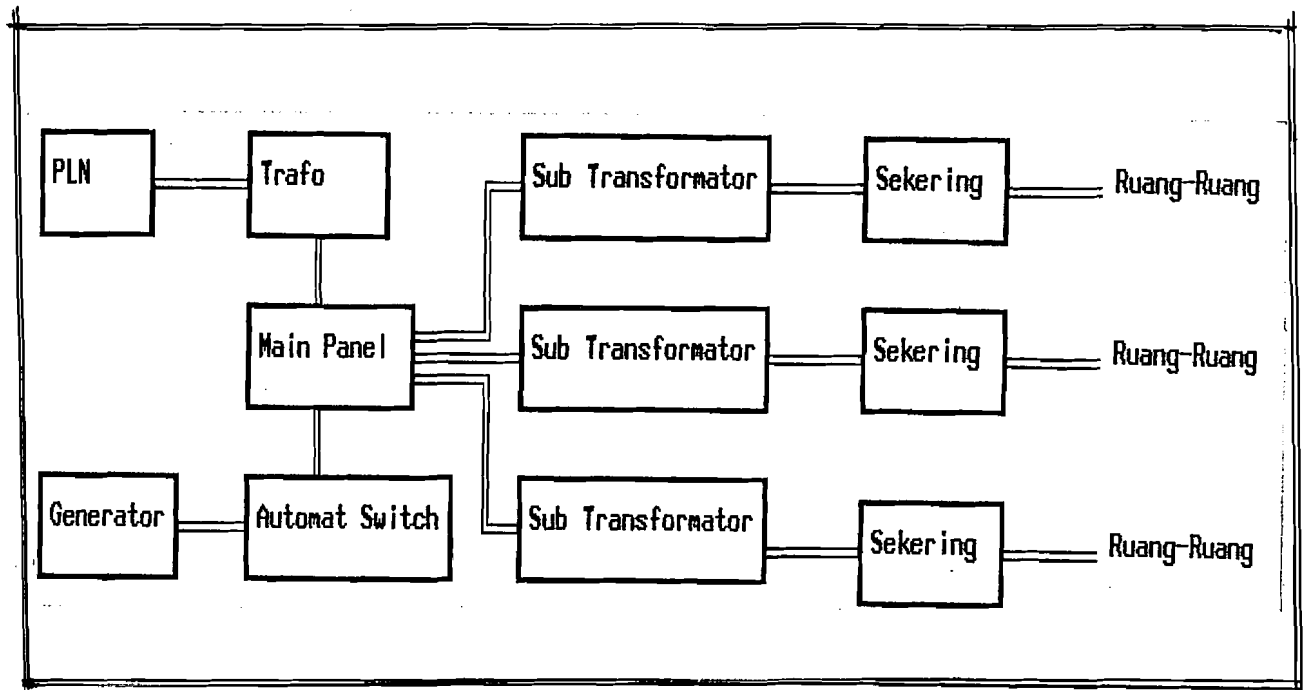 PLN
Trafo
Sub Transformator
Sekering
Ruang-Ruang
Main Panel
Sub Transformator
Sekering
Ruang-Ruang
Generator
Automat Switch
Sub Transformator
Sekering
Ruang-Ruang